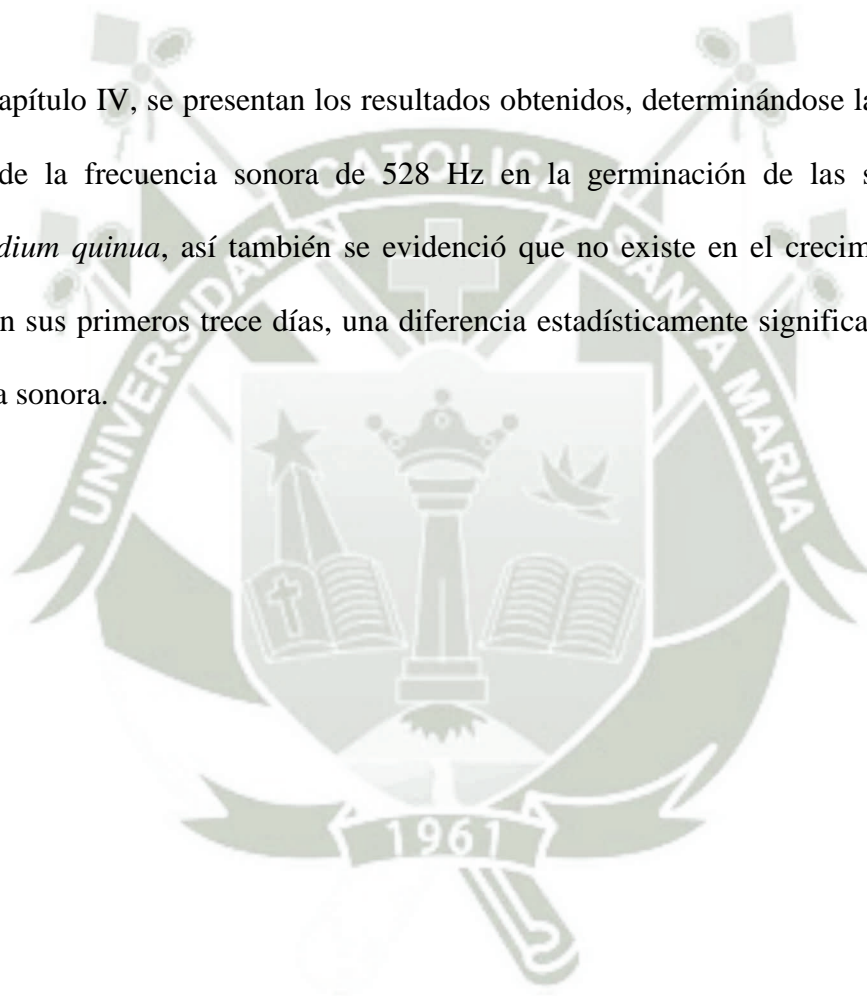 apítulo IV, se presentan los resultados obtenidos, determinándose la
de la frecuencia sonora de 528 Hz en la germinación de las s
dium quinua, así también se evidenció que no existe en el crecim
n sus primeros trece días, una diferencia estadísticamente significa
a sonora.
UNIVERSIDAD CATOLICA SANTA MARIA
1961